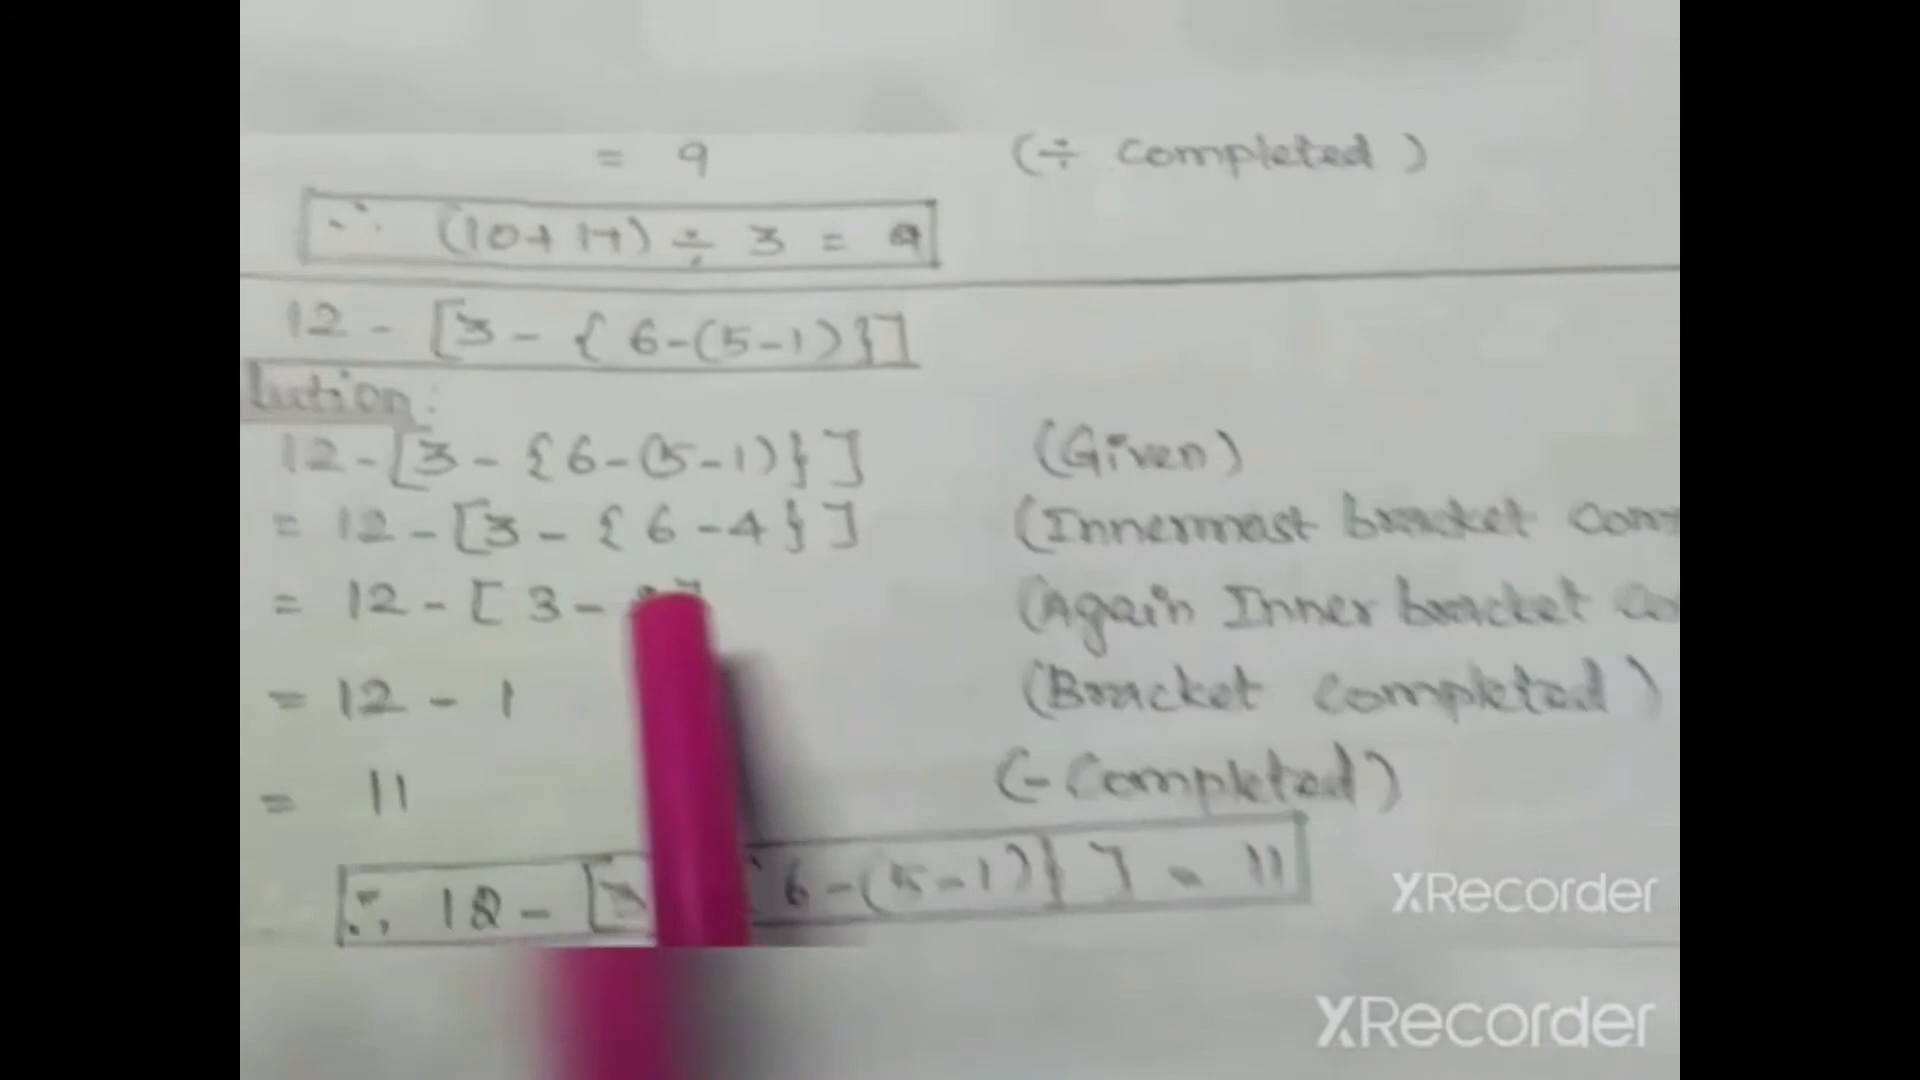 = 9 (÷ completed)
∴ (10+17) ÷ 3 = 9
12 - [3 - {6-(5-1)}]
lution:
12-[3-{6-(5-1)}] (Given)
= 12-[3-{6-4}] (Innermost bracket com
= 12-[3- ] (Again Inner bracket co
= 12 - 1 (Bracket completed)
= 11 (-Completed)
∴ 12-[ 6-(5-1)}] = 11
XRecorder
XRecorder